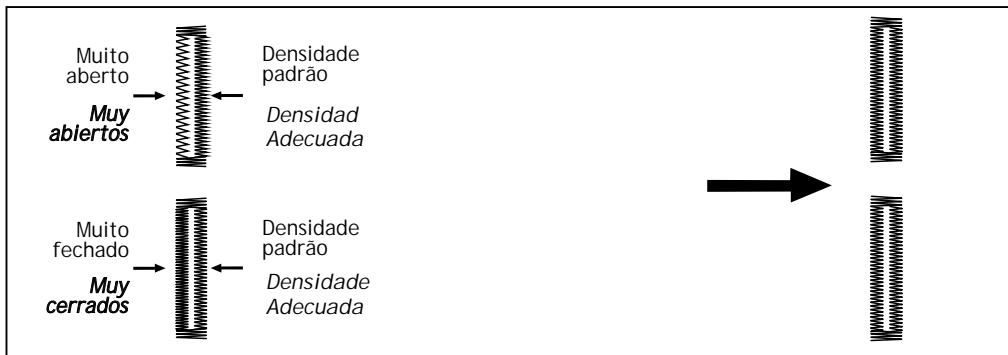 Muito
aberto
Muy
abiertos
Densidade
padrão
Densidad
Adecuada
Muito
fechado
Muy
cerrados
Densidade
padrão
Densidade
Adecuada